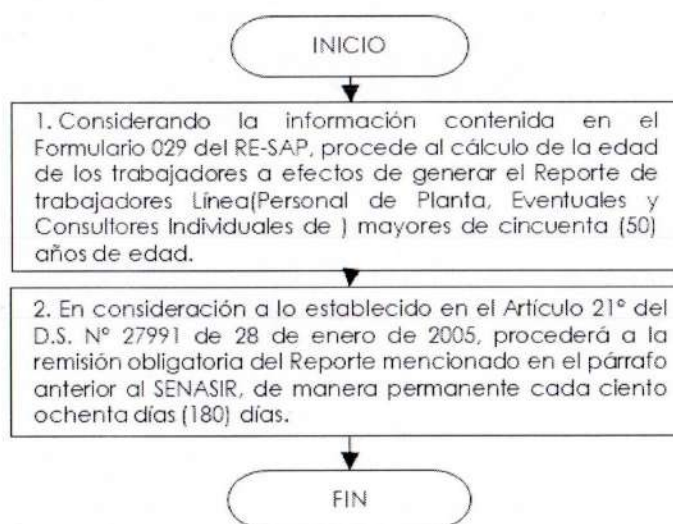 INICIO
1. Considerando la información contenida en el
Formulario 029 del RE-SAP, procede al cálculo de la edad
de los trabajadores a efectos de generar el Reporte de
trabajadores Línea(Personal de Planta, Eventuales y
Consultores Individuales de ) mayores de cincuenta (50)
años de edad.
2. En consideración a lo establecido en el Artículo 21° del
D.S. N° 27991 de 28 de enero de 2005, procederá a la
remisión obligatoria del Reporte mencionado en el párrafo
anterior al SENASIR, de manera permanente cada ciento
ochenta días (180) días.
FIN